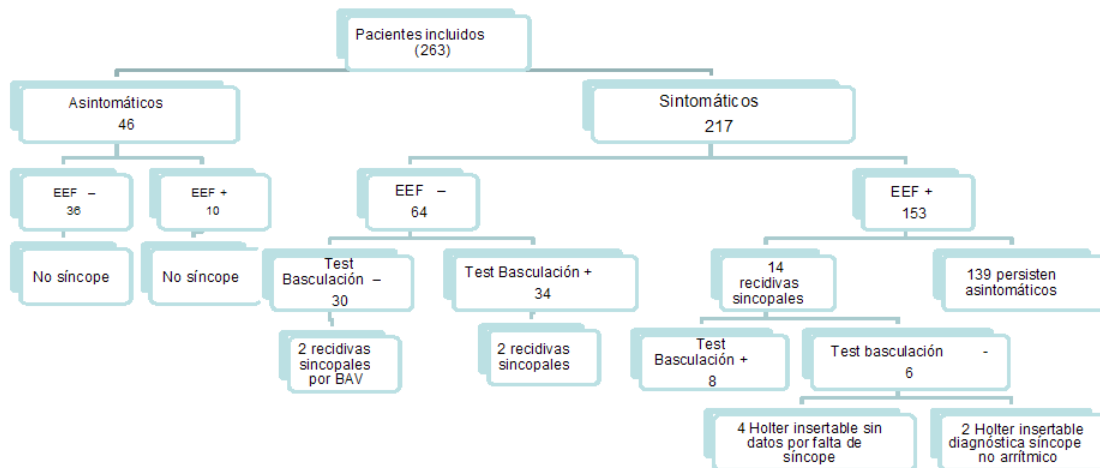 Pacientes incluidos
(263)
Asintomáticos
46
Sintomáticos
217
EEF –
36
EEF +
10
EEF –
64
EEF +
153
No síncope
No síncope
Test
Basculación –
30
Test Basculación +
34
14
recidivas
sincopales
139 persisten
asintomáticos
2 recidivas
sincopales
por BAV
2 recidivas
sincopales
Test
Basculación +
8
Test basculación -
6
4 Holter insertable sin
datos por falta de
síncope
2 Holter insertable
diagnóstica síncope
no arrítmico